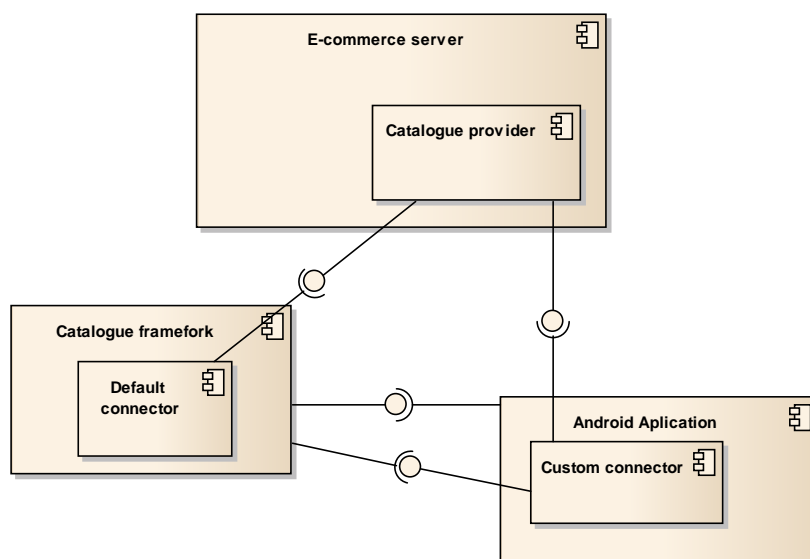 E-commerce server
Catalogue provider
Catalogue framefork
Default
connector
Android Aplication
Custom connector